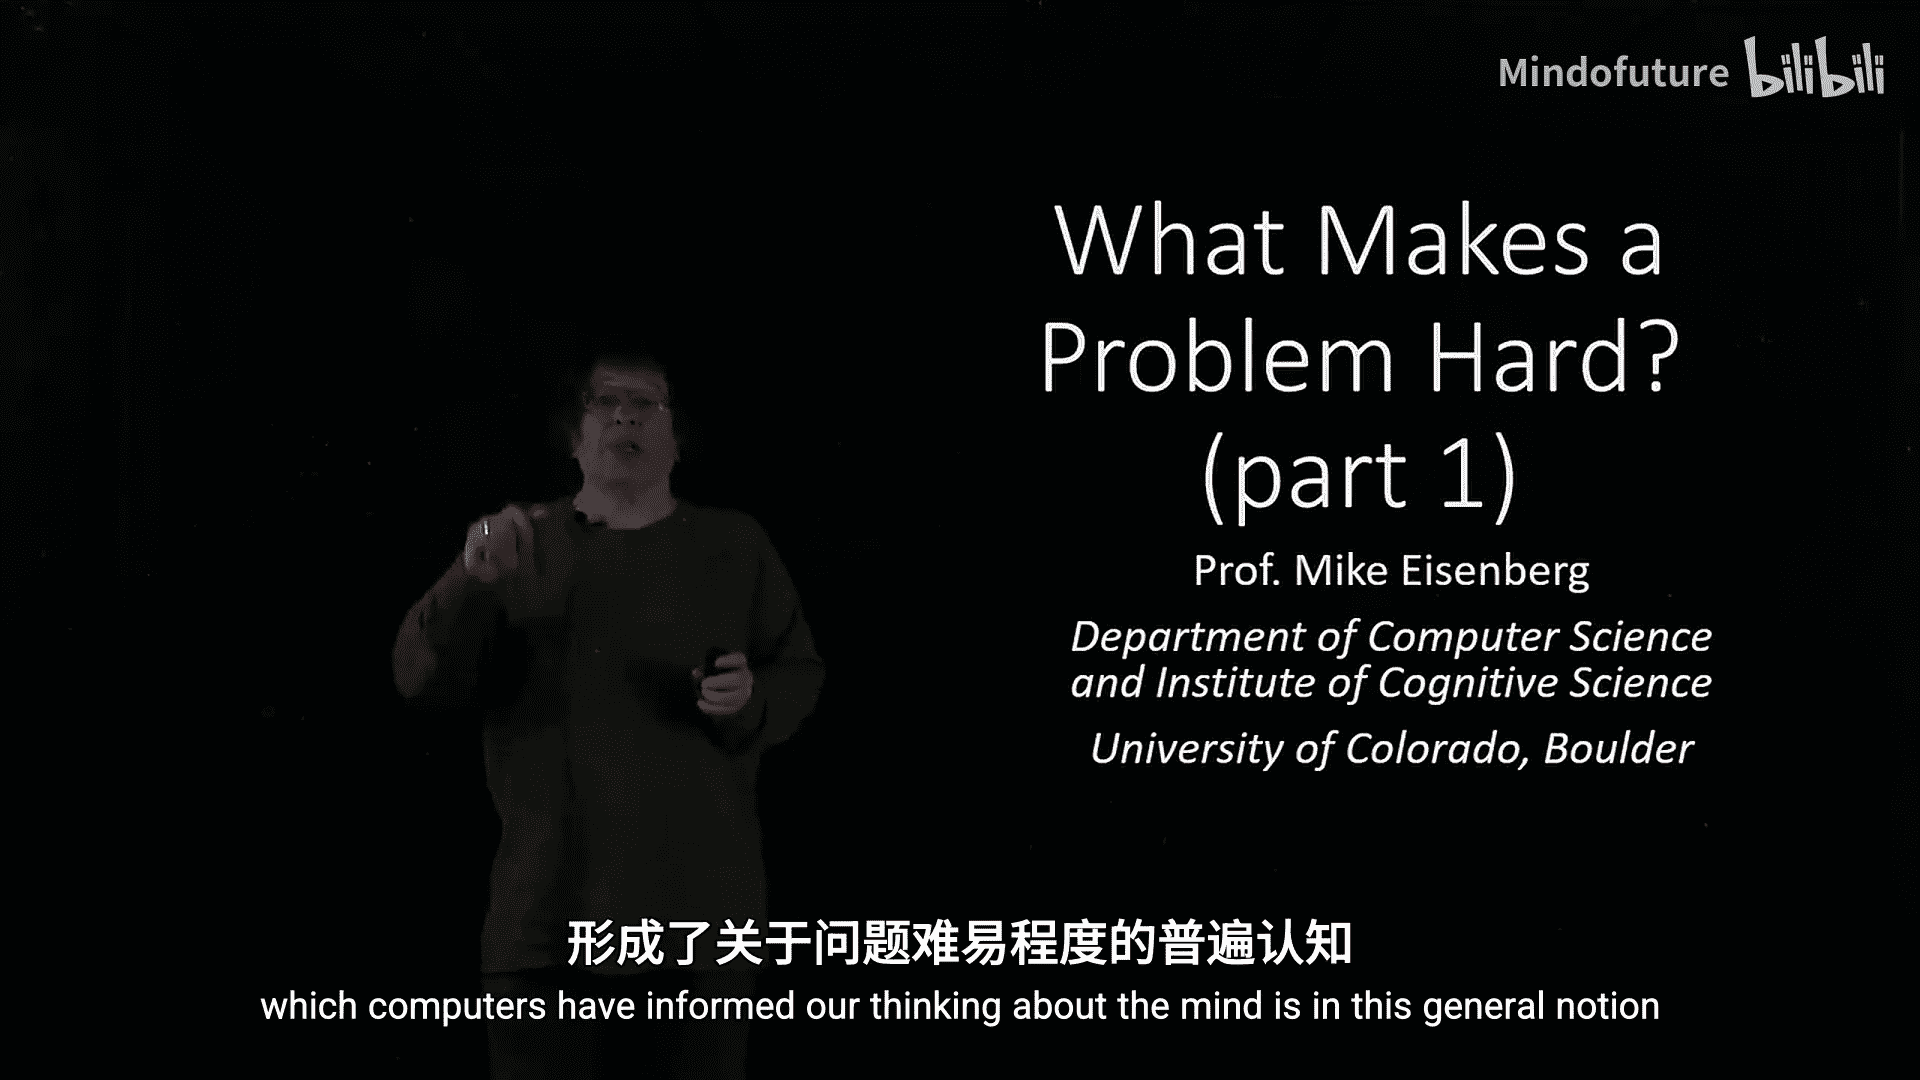 Mindofuture bilibili
What Makes a
Problem Hard?
(part 1)
Prof. Mike Eisenberg
Department of Computer Science
and Institute of Cognitive Science
University of Colorado, Boulder
形成了关于问题难易程度的普遍认知
which computers have informed our thinking about the mind is in this general notion